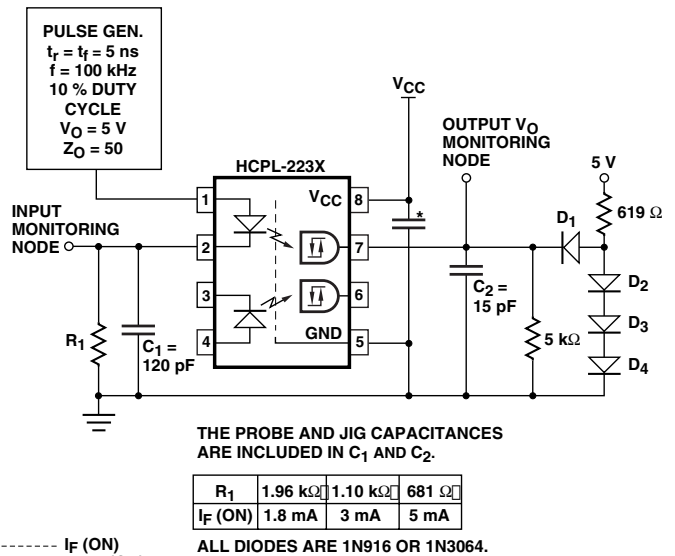 PULSE GEN.
tr = tf = 5 ns
f = 100 kHz
10 % DUTY
CYCLE
VO = 5 V
ZO = 50
VCC
OUTPUT VO
MONITORING
NODE
5 V
HCPL-223X
619 Ω
INPUT
MONITORING
NODE
1
VCC
8
*
D1
2
7
D2
C2 =
15 pF
3
6
D3
R1
C1 =
120 pF
4
GND
5
5 kΩ
D4
THE PROBE AND JIG CAPACITANCES
ARE INCLUDED IN C1 AND C2.
R1 1.96 kΩ 1.10 kΩ 681 Ω
IF (ON) 1.8 mA 3 mA 5 mA
IF (ON)
ALL DIODES ARE 1N916 OR 1N3064.